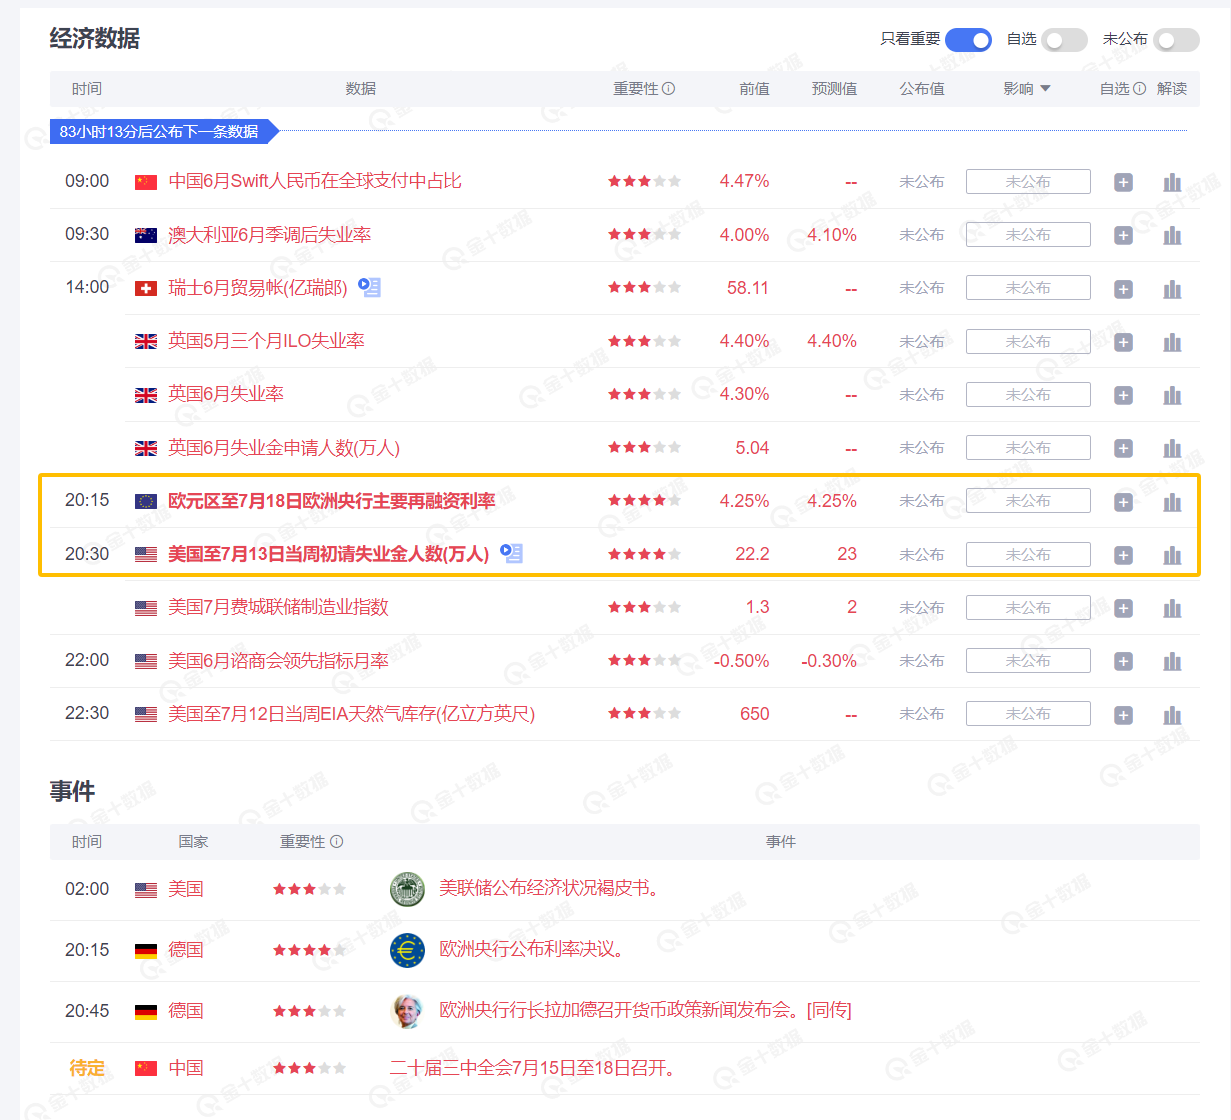 经济数据
只看重要 自选 未公布
时间 数据 重要性 前值 预测值 公布值 影响 自选 解读
83小时13分后公布下一条数据
09:00 中国6月Swift人民币在全球支付中占比 4.47% -- 未公布 未公布
09:30 澳大利亚6月季调后失业率 4.00% 4.10% 未公布 未公布
14:00 瑞士6月贸易帐(亿瑞郎) 58.11 -- 未公布 未公布
英国5月三个月ILO失业率 4.40% 4.40% 未公布 未公布
英国6月失业率 4.30% -- 未公布 未公布
英国6月失业金申请人数(万人) 5.04 -- 未公布 未公布
20:15 欧元区至7月18日欧洲央行主要再融资利率 4.25% 4.25% 未公布 未公布
20:30 美国至7月13日当周初请失业金人数(万人) 22.2 23 未公布 未公布
美国7月费城联储制造业指数 1.3 2 未公布 未公布
22:00 美国6月谘商会领先指标月率 -0.50% -0.30% 未公布 未公布
22:30 美国至7月12日当周EIA天然气库存(亿立方英尺) 650 -- 未公布 未公布
事件
时间 国家 重要性 事件
02:00 美国 美联储公布经济状况褐皮书。
20:15 德国 欧洲央行公布利率决议。
20:45 德国 欧洲央行行长拉加德召开货币政策新闻发布会。[同传]
待定 中国 二十届三中全会7月15日至18日召开。
金十数据